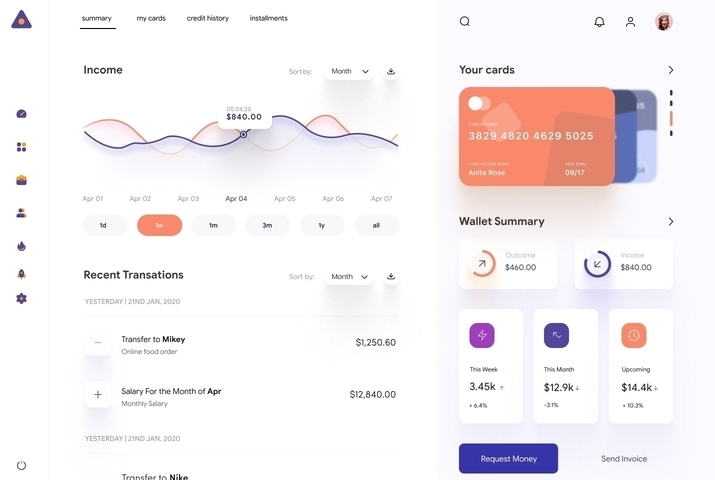 summary
my cards
credit history
installments
Income
Sort by:
Month
05.04.20
$840.00
Apr 01
Apr 02
Apr 03
Apr 04
Apr 05
Apr 06
Apr 07
1d
1w
1m
3m
1y
all
Recent Transations
Sort by:
Month
YESTERDAY | 21ND JAN, 2020
Transfer to Mikey
Online food order
$1,250.60
Salary For the Month of Apr
Monthly Salary
$12,840.00
YESTERDAY | 21ND JAN, 2020
Transfer to Nike
Your cards
CARD NUMBER
3829 4820 4629 5025
CARD HOLDER NAME
Anita Rose
09/17
Wallet Summary
Outcome
$460.00
Income
$840.00
This Week
3.45k ↑
+ 6.4%
This Month
$12.9k↓
-3.1%
Upcoming
$14.4k↓
+ 10.3%
Request Money
Send Invoice